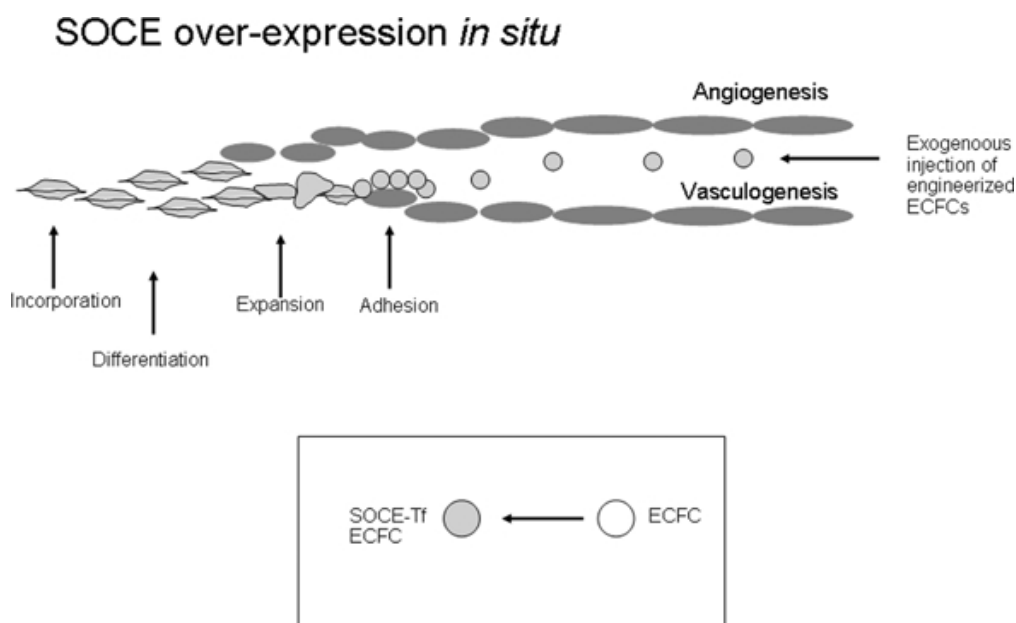 SOCE over-expression in situ
Angiogenesis
Exogenoous
injection of
engineerized
ECFCs
Vasculogenesis
Incorporation
Expansion
Adhesion
Differentiation
SOCE-Tf
ECFC
ECFC